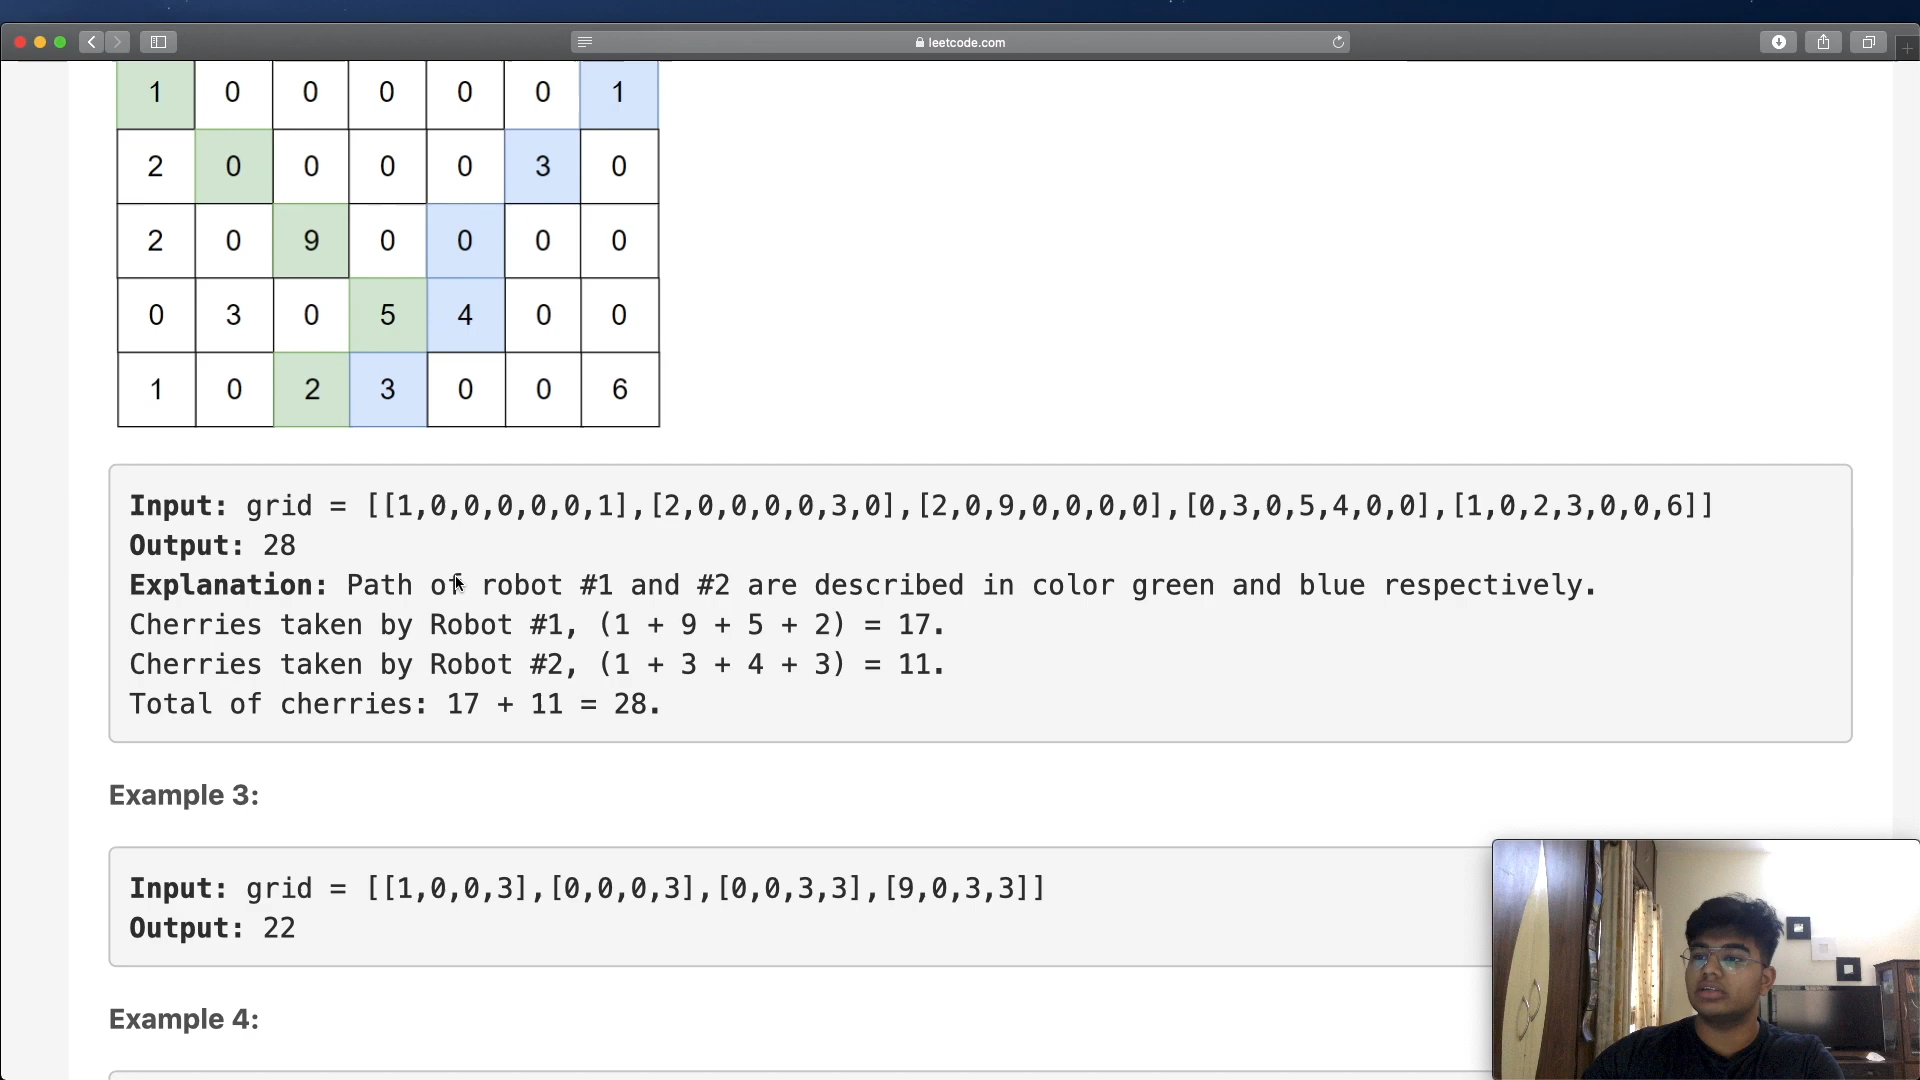 leetcode.com
1 0 0 0 0 0 1
2 0 0 0 0 3 0
2 0 9 0 0 0 0
0 3 0 5 4 0 0
1 0 2 3 0 0 6
Input: grid = [[1,0,0,0,0,0,1],[2,0,0,0,0,3,0],[2,0,9,0,0,0,0],[0,3,0,5,4,0,0],[1,0,2,3,0,0,6]]
Output: 28
Explanation: Path of robot #1 and #2 are described in color green and blue respectively.
Cherries taken by Robot #1, (1 + 9 + 5 + 2) = 17.
Cherries taken by Robot #2, (1 + 3 + 4 + 3) = 11.
Total of cherries: 17 + 11 = 28.
Example 3:
Input: grid = [[1,0,0,3],[0,0,0,3],[0,0,3,3],[9,0,3,3]]
Output: 22
Example 4: